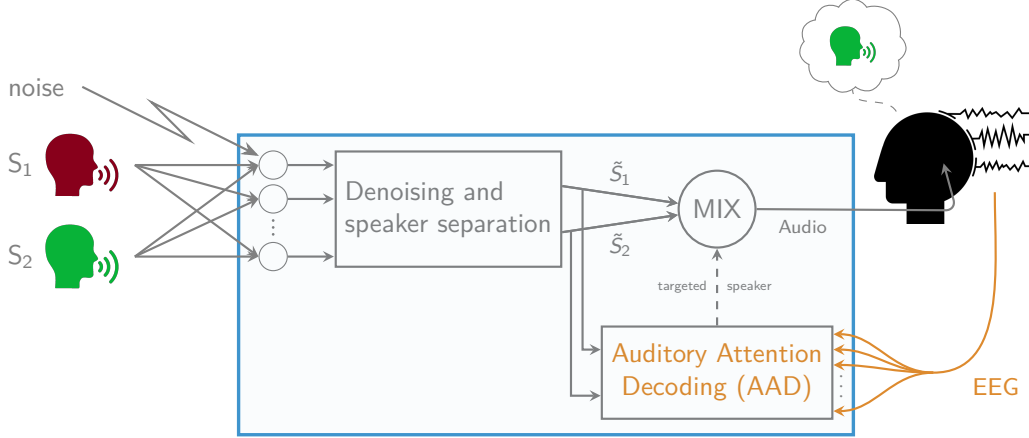 noise
S₁
S₂
Denoising and
speaker separation
S̃₁
S̃₂
MIX
Audio
targeted speaker
Auditory Attention
Decoding (AAD)
EEG